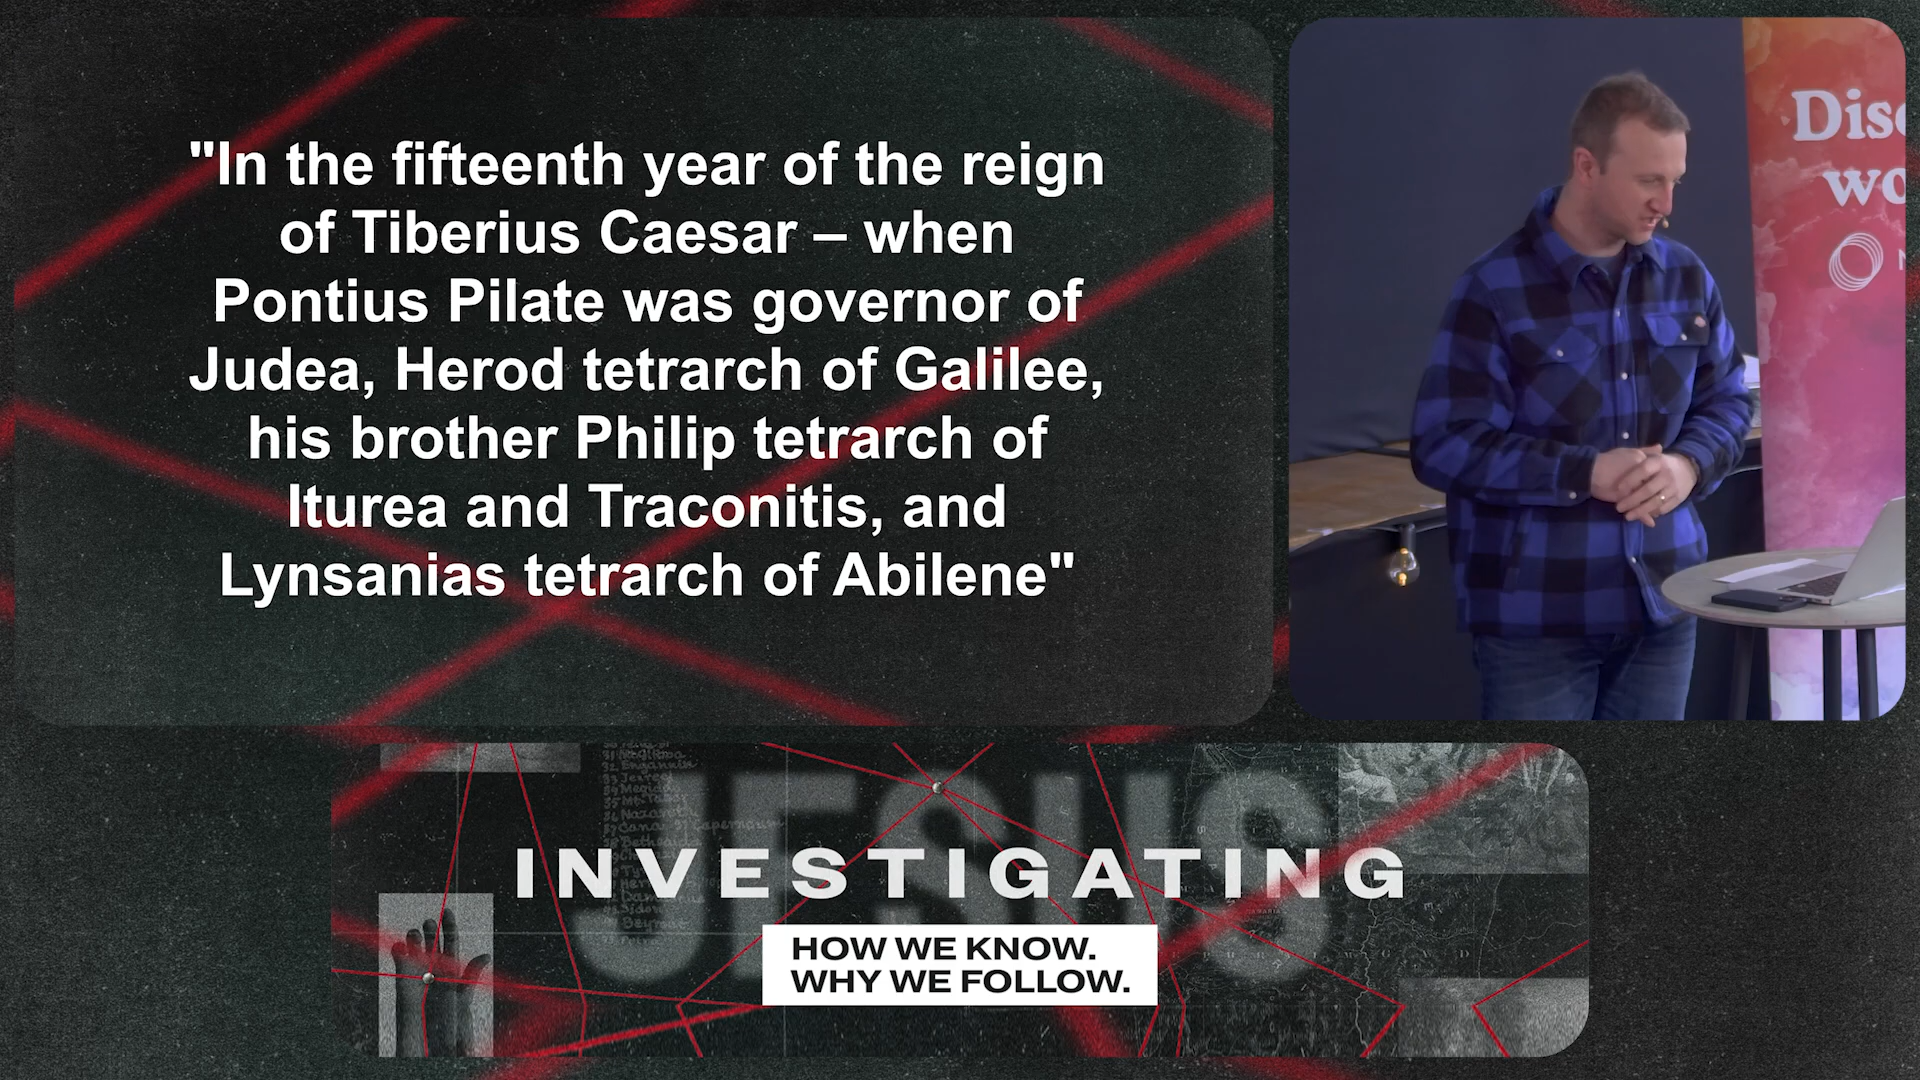 "In the fifteenth year of the reign
of Tiberius Caesar – when
Pontius Pilate was governor of
Judea, Herod tetrarch of Galilee,
his brother Philip tetrarch of
Iturea and Traconitis, and
Lynsanias tetrarch of Abilene"
JESUS
INVESTIGATING
HOW WE KNOW.
WHY WE FOLLOW.